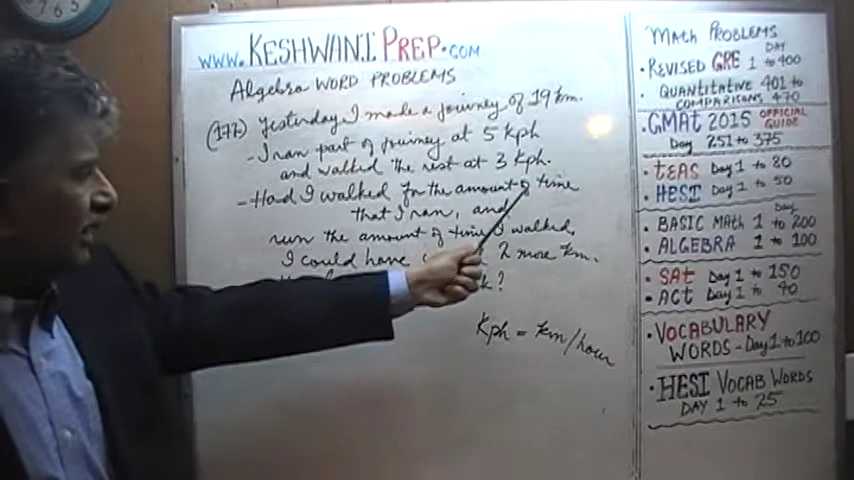 www.KESHWANIPREP.COM
Algebra WORD PROBLEMS
(177) Yesterday I made a journey of 19 km.
- I ran part of journey at 5 kph
and walked the rest at 3 kph.
- Had I walked for the amount of time
that I ran, and
run the amount of time I walked,
I could have 2 more km.
k?
Kph = km/hour
Math PROBLEMS
DAY
• REVISED GRE 1 to 400
• QUANTITATIVE 401 to
COMPARISONS 470
• GMAt 2015 OFFICIAL
GUIDE
Day 251 to 375
• tEAS Day 1 to 80
• HESI Day 1 to 50
DAY
• BASIC MAth 1 to 200
• ALGEBRA 1 to 100
• SAt Day 1 to 150
• ACt Day 1 to 40
• VOCABULARY
WORDS - Day 1 to 100
• HESI VOCAB WORDS
DAY 1 to 25
7 6 5